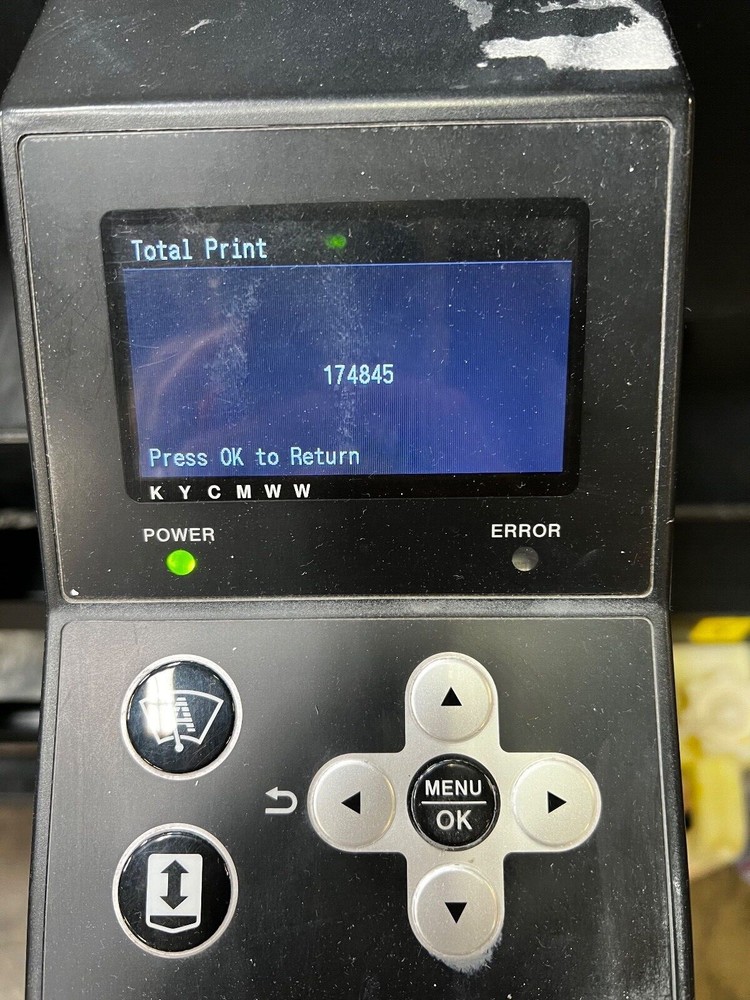 Total Print
174845
Press OK to Return
K Y C M W W
POWER
ERROR
MENU
OK